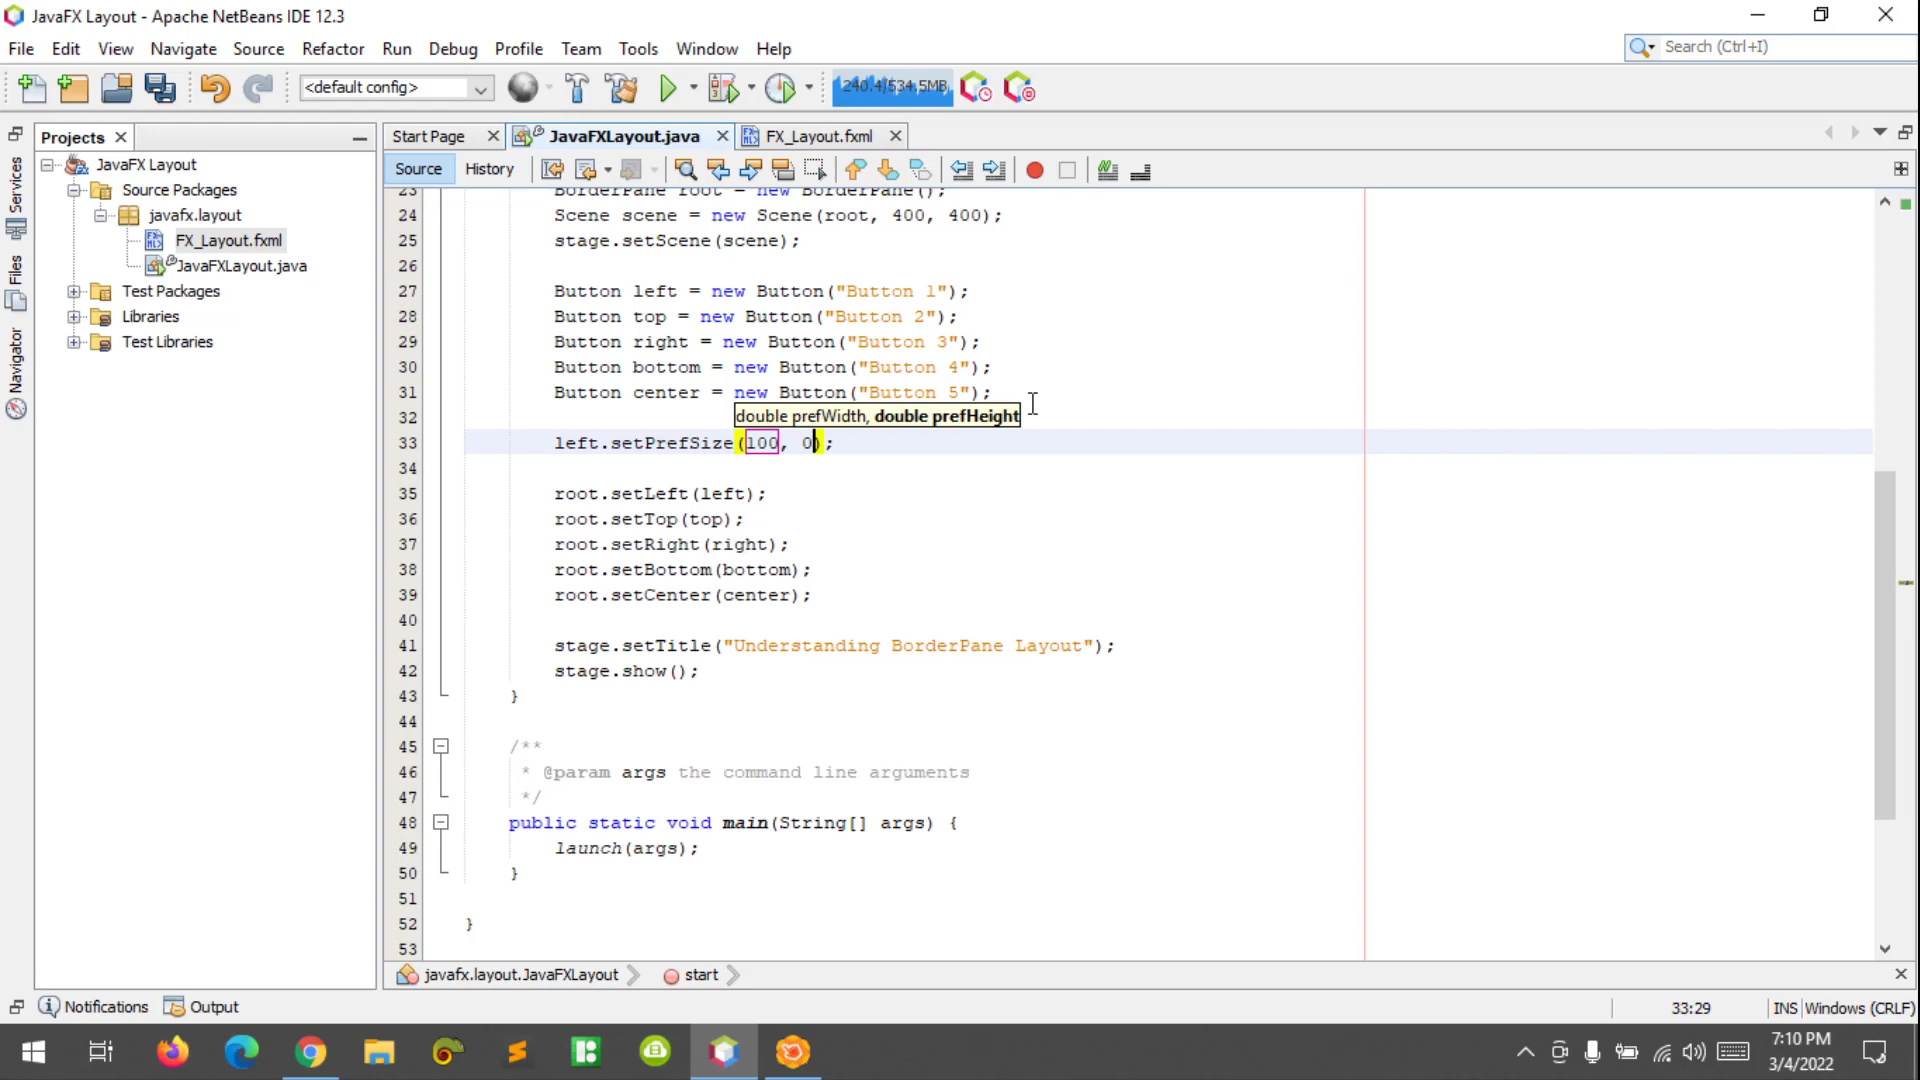 JavaFX Layout - Apache NetBeans IDE 12.3
File Edit View Navigate Source Refactor Run Debug Profile Team Tools Window Help
Search (Ctrl+I)
<default config>
240.4/534.5MB
Projects
Start Page
JavaFXLayout.java
FX_Layout.fxml
Services
Files
Navigator
JavaFX Layout
Source Packages
javafx.layout
FX_Layout.fxml
JavaFXLayout.java
Test Packages
Libraries
Test Libraries
Source History
23 BorderPane root = new BorderPane();
24 Scene scene = new Scene(root, 400, 400);
25 stage.setScene(scene);
26
27 Button left = new Button("Button 1");
28 Button top = new Button("Button 2");
29 Button right = new Button("Button 3");
30 Button bottom = new Button("Button 4");
31 Button center = new Button("Button 5");
32 double prefWidth, double prefHeight
33 left.setPrefSize(100, 0);
34
35 root.setLeft(left);
36 root.setTop(top);
37 root.setRight(right);
38 root.setBottom(bottom);
39 root.setCenter(center);
40
41 stage.setTitle("Understanding BorderPane Layout");
42 stage.show();
43 }
44
45 /**
46 * @param args the command line arguments
47 */
48 public static void main(String[] args) {
49 launch(args);
50 }
51
52 }
53
javafx.layout.JavaFXLayout start
Notifications Output
33:29 INS Windows (CRLF)
7:10 PM
3/4/2022